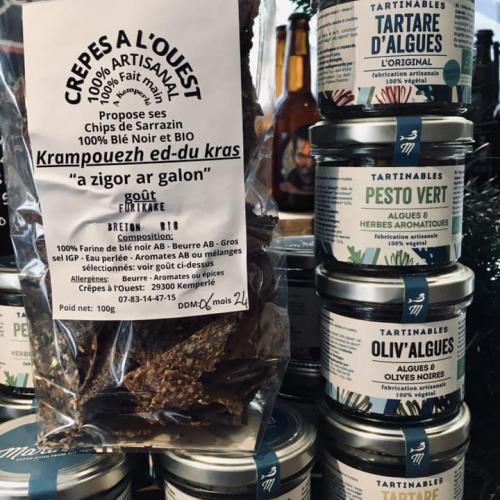 CREPES A L'OUEST
100% ARTISANAL
100% Fait main
A Kemperlé
Propose ses
Chips de Sarrazin
100% Blé Noir et BIO
Krampouezh ed-du kras
"a zigor ar galon"
goût
FURIKAKE
BRETON BIO
Composition:
100% Farine de blé noir AB - Beurre AB - Gros
sel IGP - Eau perlée - Aromates AB ou mélanges
sélectionnés: voir goût ci-dessus
Allergènes: Beurre - Aromates ou épices
Crêpes à l'Ouest: 29300 Kemperlé
07-83-14-47-15
Poid net: 100g
DDM: 06 mois 24
TARTINABLES
TARTARE
D'ALGUES
L'ORIGINAL
fabrication artisanale
100% végétal
TARTINABLES
PESTO VERT
ALGUES &
HERBES AROMATIQUES
fabrication artisanale
100% végétal
TARTINABLES
OLIV'ALGUES
ALGUES &
OLIVES NOIRES
fabrication artisanale
100% végétal
TARTINABLES
TARTARE